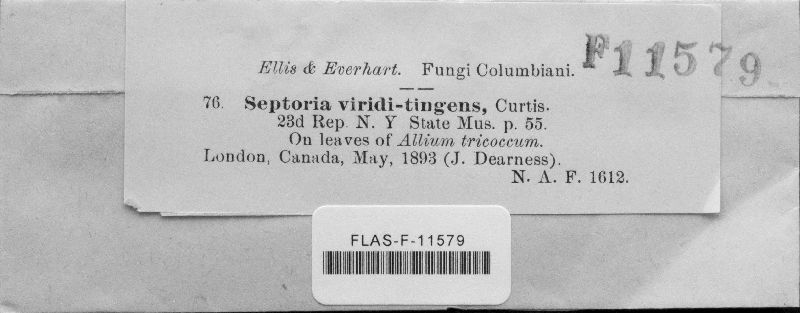 Ellis & Everhart. Fungi Columbiani. F11579
76. Septoria viridi-tingens, Curtis.
23d Rep. N. Y State Mus. p. 55.
On leaves of Allium tricoccum.
London, Canada, May, 1893 (J. Dearness).
N. A. F. 1612.
FLAS-F-11579